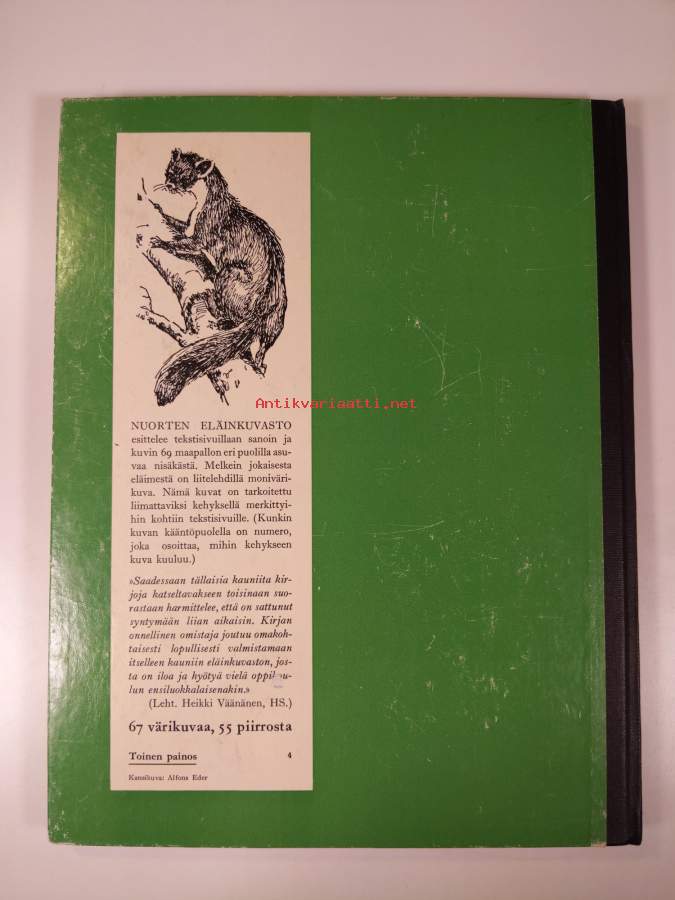 Antikvariaatti.net
NUORTEN ELÄINKUVASTO
esittelee tekstisivuillaan sanoin ja
kuvin 69 maapallon eri puolilla asu-
vaa nisäkästä. Melkein jokaisesta
eläimestä on liitelehdillä moniväri-
kuva. Nämä kuvat on tarkoitettu
liimattaviksi kehyksellä merkittyi-
hin kohtiin tekstisivuille. (Kunkin
kuvan kääntöpuolella on numero,
joka osoittaa, mihin kehykseen
kuva kuuluu.)
»Saadessaan tällaisia kauniita kir-
joja katseltavakseen toisinaan suo-
rastaan harmittelee, että on sattunut
syntymään liian aikaisin. Kirjan
onnellinen omistaja joutuu omakoh-
taisesti lopullisesti valmistamaan
itselleen kauniin eläinkuvaston, jos-
ta on iloa ja hyötyä vielä oppikoulun
ensiluokkalaisenakin.»
(Leht. Heikki Väänänen, HS.)
67 värikuvaa, 55 piirrosta
Toinen painos 4
Kansikuva: Alfons Eder